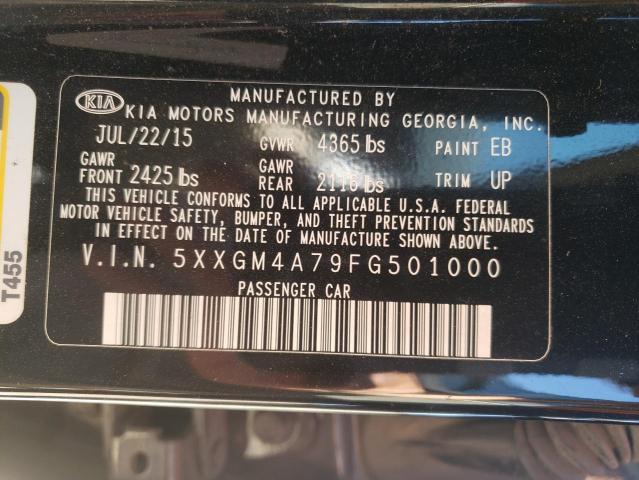 MANUFACTURED BY
KIA KIA MOTORS MANUFACTURING GEORGIA, INC.
JUL/22/15 GVWR 4365 lbs PAINT EB
GAWR FRONT 2425 lbs GAWR REAR 2116 lbs TRIM UP
THIS VEHICLE CONFORMS TO ALL APPLICABLE U.S.A. FEDERAL
MOTOR VEHICLE SAFETY, BUMPER, AND THEFT PREVENTION STANDARDS
IN EFFECT ON THE DATE OF MANUFACTURE SHOWN ABOVE.
V.I.N. 5XXGM4A79FG501000
PASSENGER CAR
T455